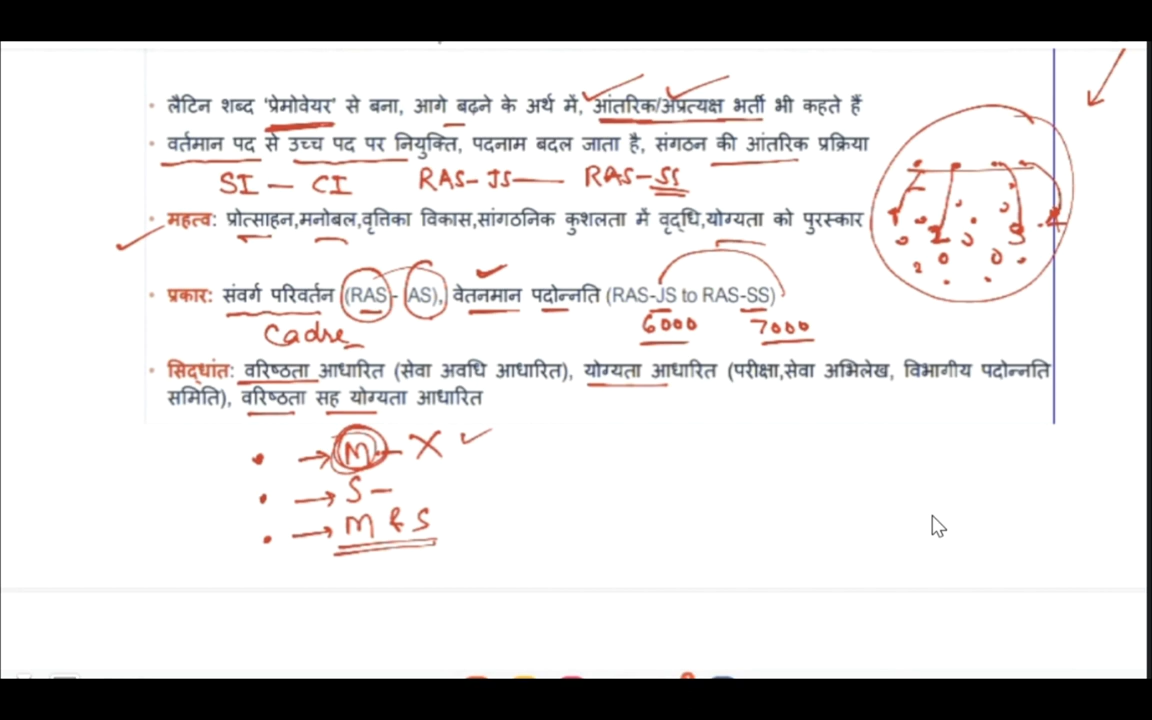 • लैटिन शब्द 'प्रेमोवेयर' से बना, आगे बढ़ने के अर्थ में, आंतरिक/अप्रत्यक्ष भर्ती भी कहते हैं
• वर्तमान पद से उच्च पद पर नियुक्ति, पदनाम बदल जाता है, संगठन की आंतरिक प्रक्रिया
SI — CI RAS-JS — RAS-SS
• महत्व: प्रोत्साहन,मनोबल,वृत्तिका विकास,सांगठनिक कुशलता में वृद्धि,योग्यता को पुरस्कार
• प्रकार: संवर्ग परिवर्तन (RAS- AS), वेतनमान पदोन्नति (RAS-JS to RAS-SS)
Cadre 6000 7000
• सिद्धांत: वरिष्ठता आधारित (सेवा अवधि आधारित), योग्यता आधारित (परीक्षा,सेवा अभिलेख, विभागीय पदोन्नति
समिति), वरिष्ठता सह योग्यता आधारित
• → M — X ✓
• → S —
• → M & S